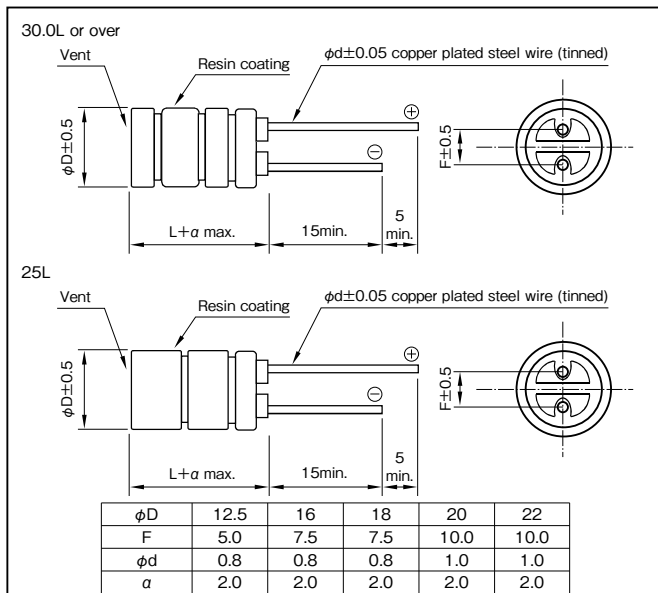 30.0L or over
Vent
Resin coating
φd±0.05 copper plated steel wire (tinned)
⊕
⊖
φD±0.5
F±0.5
L+α max.
15min.
5
min.
25L
Vent
Resin coating
φd±0.05 copper plated steel wire (tinned)
⊕
⊖
φD±0.5
F±0.5
L+α max.
15min.
5
min.
φD 12.5 16 18 20 22
F 5.0 7.5 7.5 10.0 10.0
φd 0.8 0.8 0.8 1.0 1.0
α 2.0 2.0 2.0 2.0 2.0